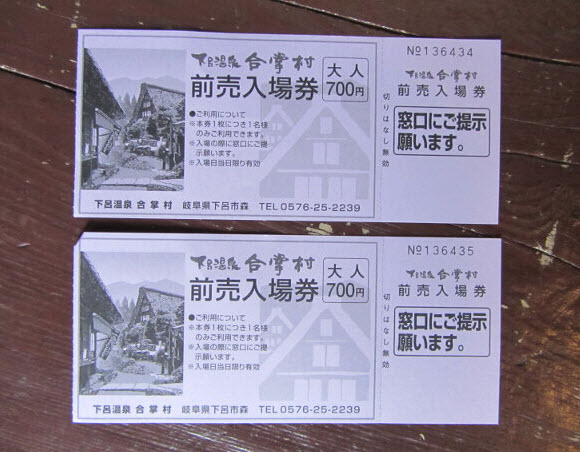 下呂温泉 合掌村
前売入場券
大人
700円
●ご利用について
※本券1枚につき1名様
のみご利用できます。
※入場の際に窓口にご提
示願います。
※入場日当日限り有効
下呂温泉 合掌村 岐阜県下呂市森 TEL 0576-25-2239
切りはなし無効
№136434
下呂温泉 合掌村
前売入場券
窓口にご提示
願います。
下呂温泉 合掌村
前売入場券
大人
700円
●ご利用について
※本券1枚につき1名様
のみご利用できます。
※入場の際に窓口にご提
示願います。
※入場日当日限り有効
下呂温泉 合掌村 岐阜県下呂市森 TEL 0576-25-2239
切りはなし無効
№136435
下呂温泉 合掌村
前売入場券
窓口にご提示
願います。